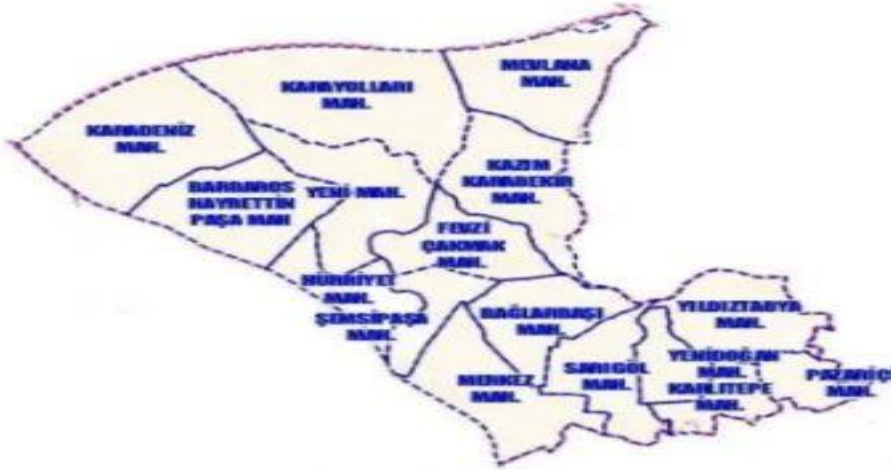 MEVLANA
MAH.
KARAYOLLARI
MAH.
KARADENİZ
MAH.
KAZIM
KARABEKİR
MAH.
BARBAROS
HAYRETTİN
PAŞA MAH
YENİ MAH.
FEVZİ
ÇAKMAK
MAH.
HÜRRİYET
MAH.
ŞEMSİPAŞA
MAH.
BAĞLARBAŞI
MAH.
YILDIZTABYA
MAH.
YENİDOĞAN
MAH.
KAZLITEPE
MAH.
SARIGÖL
MAH.
MERKEZ
MAH.
PAZARİÇ
MAH.